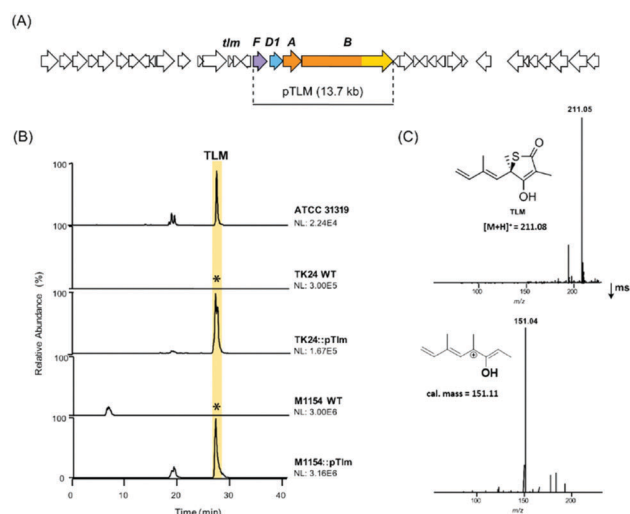 (A)
tlm F D1 A B
pTLM (13.7 kb)
(B)
TLM
100
ATCC 31319
NL: 2.24E4
100
TK24 WT
NL: 3.00E5
*
100
TK24::pTlm
NL: 1.67E5
100
M1154 WT
NL: 3.00E6
*
100
M1154::pTlm
NL: 3.16E6
0
0 10 20 30 40
Time (min)
Relative Abundance (%)
(C)
211.05
S
O
OH
TLM
[M+H]+ = 211.08
100 150 200
m/z
ms
151.04
OH
cal. mass = 151.11
100 150 200
m/z